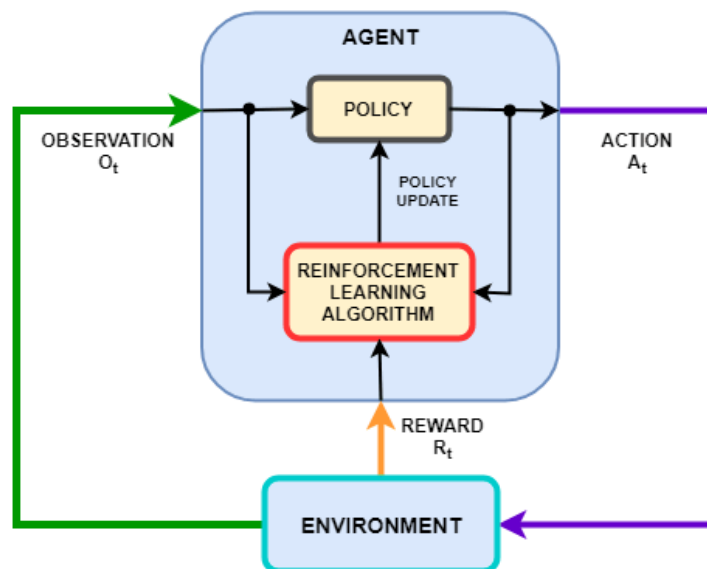 AGENT
POLICY
OBSERVATION
Oₜ
ACTION
Aₜ
POLICY
UPDATE
REINFORCEMENT
LEARNING
ALGORITHM
REWARD
Rₜ
ENVIRONMENT